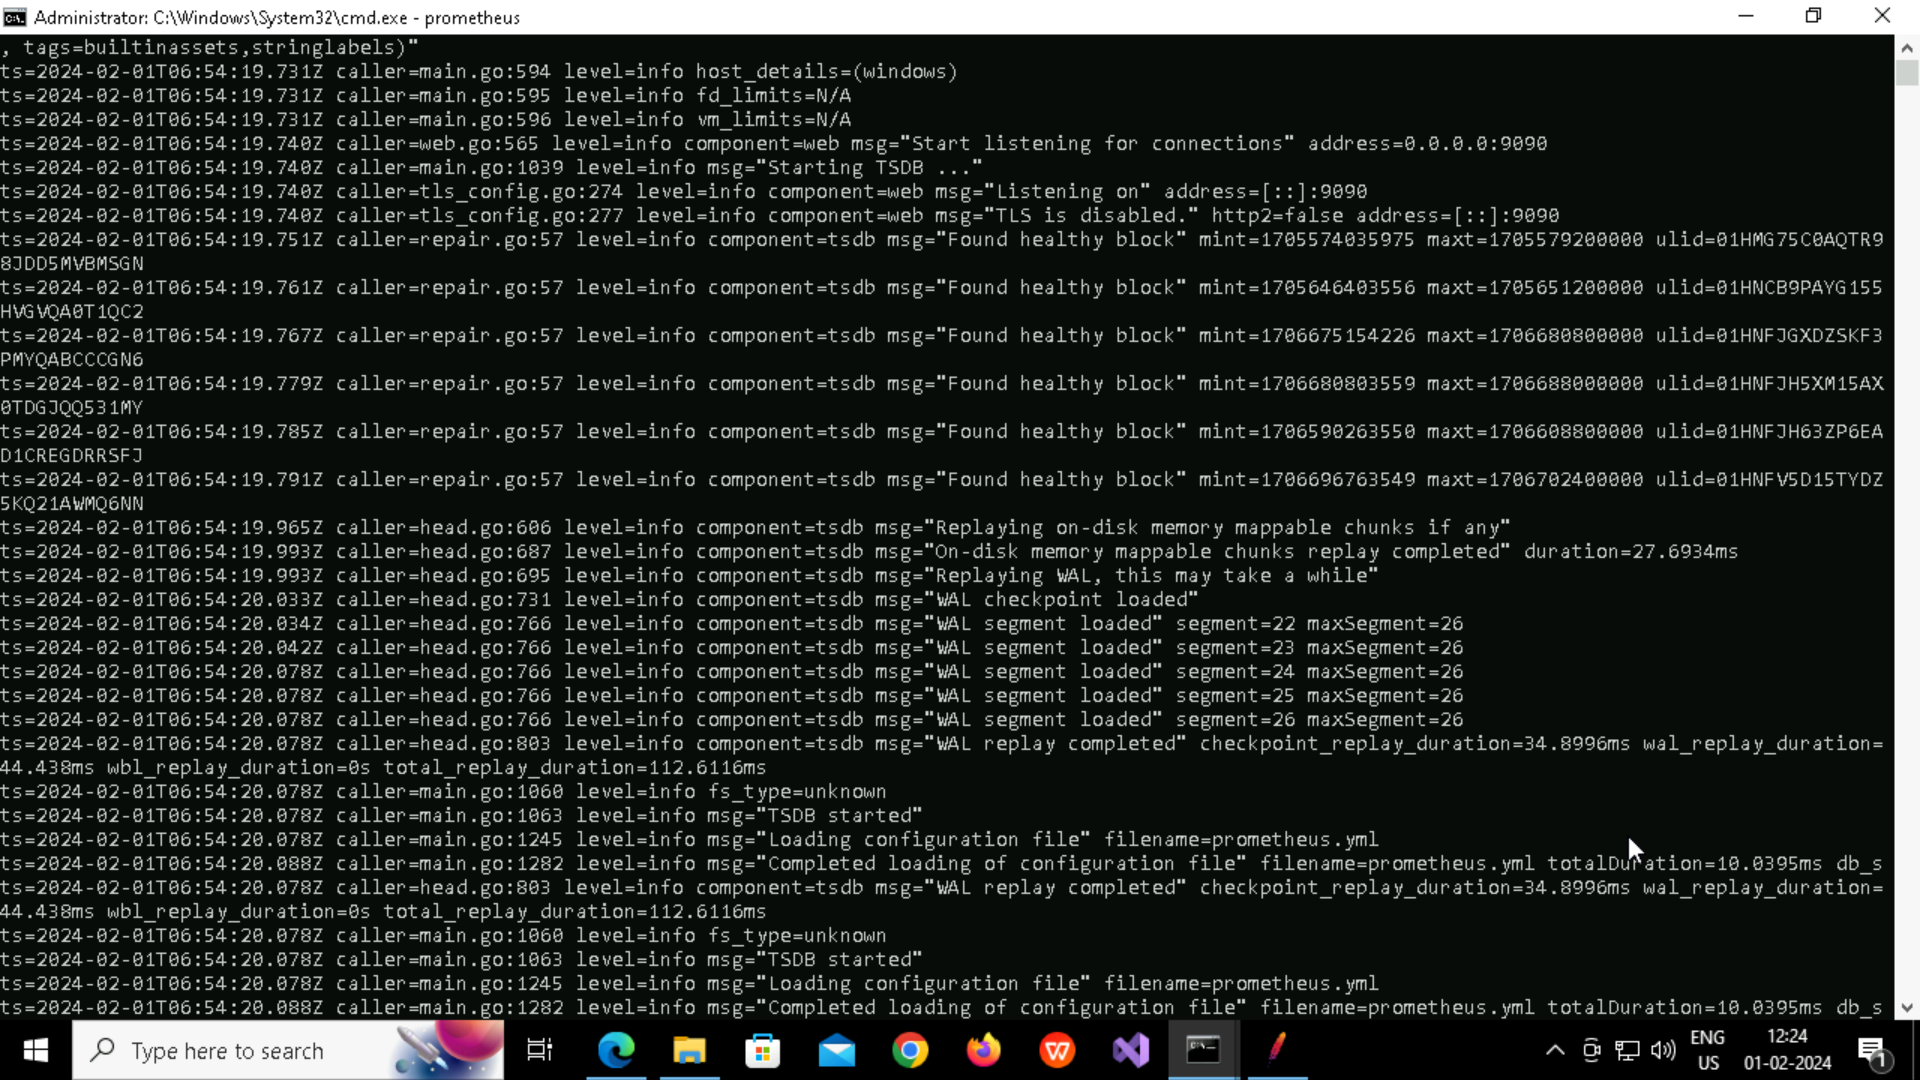 Administrator: C:\Windows\System32\cmd.exe - prometheus
, tags=builtinassets,stringlabels)"
ts=2024-02-01T06:54:19.731Z caller=main.go:594 level=info host_details=(windows)
ts=2024-02-01T06:54:19.731Z caller=main.go:595 level=info fd_limits=N/A
ts=2024-02-01T06:54:19.731Z caller=main.go:596 level=info vm_limits=N/A
ts=2024-02-01T06:54:19.740Z caller=web.go:565 level=info component=web msg="Start listening for connections" address=0.0.0.0:9090
ts=2024-02-01T06:54:19.740Z caller=main.go:1039 level=info msg="Starting TSDB ..."
ts=2024-02-01T06:54:19.740Z caller=tls_config.go:274 level=info component=web msg="Listening on" address=[::]:9090
ts=2024-02-01T06:54:19.740Z caller=tls_config.go:277 level=info component=web msg="TLS is disabled." http2=false address=[::]:9090
ts=2024-02-01T06:54:19.751Z caller=repair.go:57 level=info component=tsdb msg="Found healthy block" mint=1705574035975 maxt=1705579200000 ulid=01HMG75C0AQTR9
8JDD5MVBMSGN
ts=2024-02-01T06:54:19.761Z caller=repair.go:57 level=info component=tsdb msg="Found healthy block" mint=1705646403556 maxt=1705651200000 ulid=01HNCB9PAYG155
HVGVQA0T1QC2
ts=2024-02-01T06:54:19.767Z caller=repair.go:57 level=info component=tsdb msg="Found healthy block" mint=1706675154226 maxt=1706680800000 ulid=01HNFJGXDZSKF3
PMYQABCCCGN6
ts=2024-02-01T06:54:19.779Z caller=repair.go:57 level=info component=tsdb msg="Found healthy block" mint=1706680803559 maxt=1706688000000 ulid=01HNFJH5XM15AX
0TDGJQQ531MY
ts=2024-02-01T06:54:19.785Z caller=repair.go:57 level=info component=tsdb msg="Found healthy block" mint=1706590263550 maxt=1706608800000 ulid=01HNFJH63ZP6EA
D1CREGDRRSFJ
ts=2024-02-01T06:54:19.791Z caller=repair.go:57 level=info component=tsdb msg="Found healthy block" mint=1706696763549 maxt=1706702400000 ulid=01HNFV5D15TYDZ
5KQ21AWMQ6NN
ts=2024-02-01T06:54:19.965Z caller=head.go:606 level=info component=tsdb msg="Replaying on-disk memory mappable chunks if any"
ts=2024-02-01T06:54:19.993Z caller=head.go:687 level=info component=tsdb msg="On-disk memory mappable chunks replay completed" duration=27.6934ms
ts=2024-02-01T06:54:19.993Z caller=head.go:695 level=info component=tsdb msg="Replaying WAL, this may take a while"
ts=2024-02-01T06:54:20.033Z caller=head.go:731 level=info component=tsdb msg="WAL checkpoint loaded"
ts=2024-02-01T06:54:20.034Z caller=head.go:766 level=info component=tsdb msg="WAL segment loaded" segment=22 maxSegment=26
ts=2024-02-01T06:54:20.042Z caller=head.go:766 level=info component=tsdb msg="WAL segment loaded" segment=23 maxSegment=26
ts=2024-02-01T06:54:20.078Z caller=head.go:766 level=info component=tsdb msg="WAL segment loaded" segment=24 maxSegment=26
ts=2024-02-01T06:54:20.078Z caller=head.go:766 level=info component=tsdb msg="WAL segment loaded" segment=25 maxSegment=26
ts=2024-02-01T06:54:20.078Z caller=head.go:766 level=info component=tsdb msg="WAL segment loaded" segment=26 maxSegment=26
ts=2024-02-01T06:54:20.078Z caller=head.go:803 level=info component=tsdb msg="WAL replay completed" checkpoint_replay_duration=34.8996ms wal_replay_duration=
44.438ms wbl_replay_duration=0s total_replay_duration=112.6116ms
ts=2024-02-01T06:54:20.078Z caller=main.go:1060 level=info fs_type=unknown
ts=2024-02-01T06:54:20.078Z caller=main.go:1063 level=info msg="TSDB started"
ts=2024-02-01T06:54:20.078Z caller=main.go:1245 level=info msg="Loading configuration file" filename=prometheus.yml
ts=2024-02-01T06:54:20.088Z caller=main.go:1282 level=info msg="Completed loading of configuration file" filename=prometheus.yml totalDuration=10.0395ms db_s
ts=2024-02-01T06:54:20.078Z caller=head.go:803 level=info component=tsdb msg="WAL replay completed" checkpoint_replay_duration=34.8996ms wal_replay_duration=
44.438ms wbl_replay_duration=0s total_replay_duration=112.6116ms
ts=2024-02-01T06:54:20.078Z caller=main.go:1060 level=info fs_type=unknown
ts=2024-02-01T06:54:20.078Z caller=main.go:1063 level=info msg="TSDB started"
ts=2024-02-01T06:54:20.078Z caller=main.go:1245 level=info msg="Loading configuration file" filename=prometheus.yml
ts=2024-02-01T06:54:20.088Z caller=main.go:1282 level=info msg="Completed loading of configuration file" filename=prometheus.yml totalDuration=10.0395ms db_s
Type here to search
ENG
US
12:24
01-02-2024
1